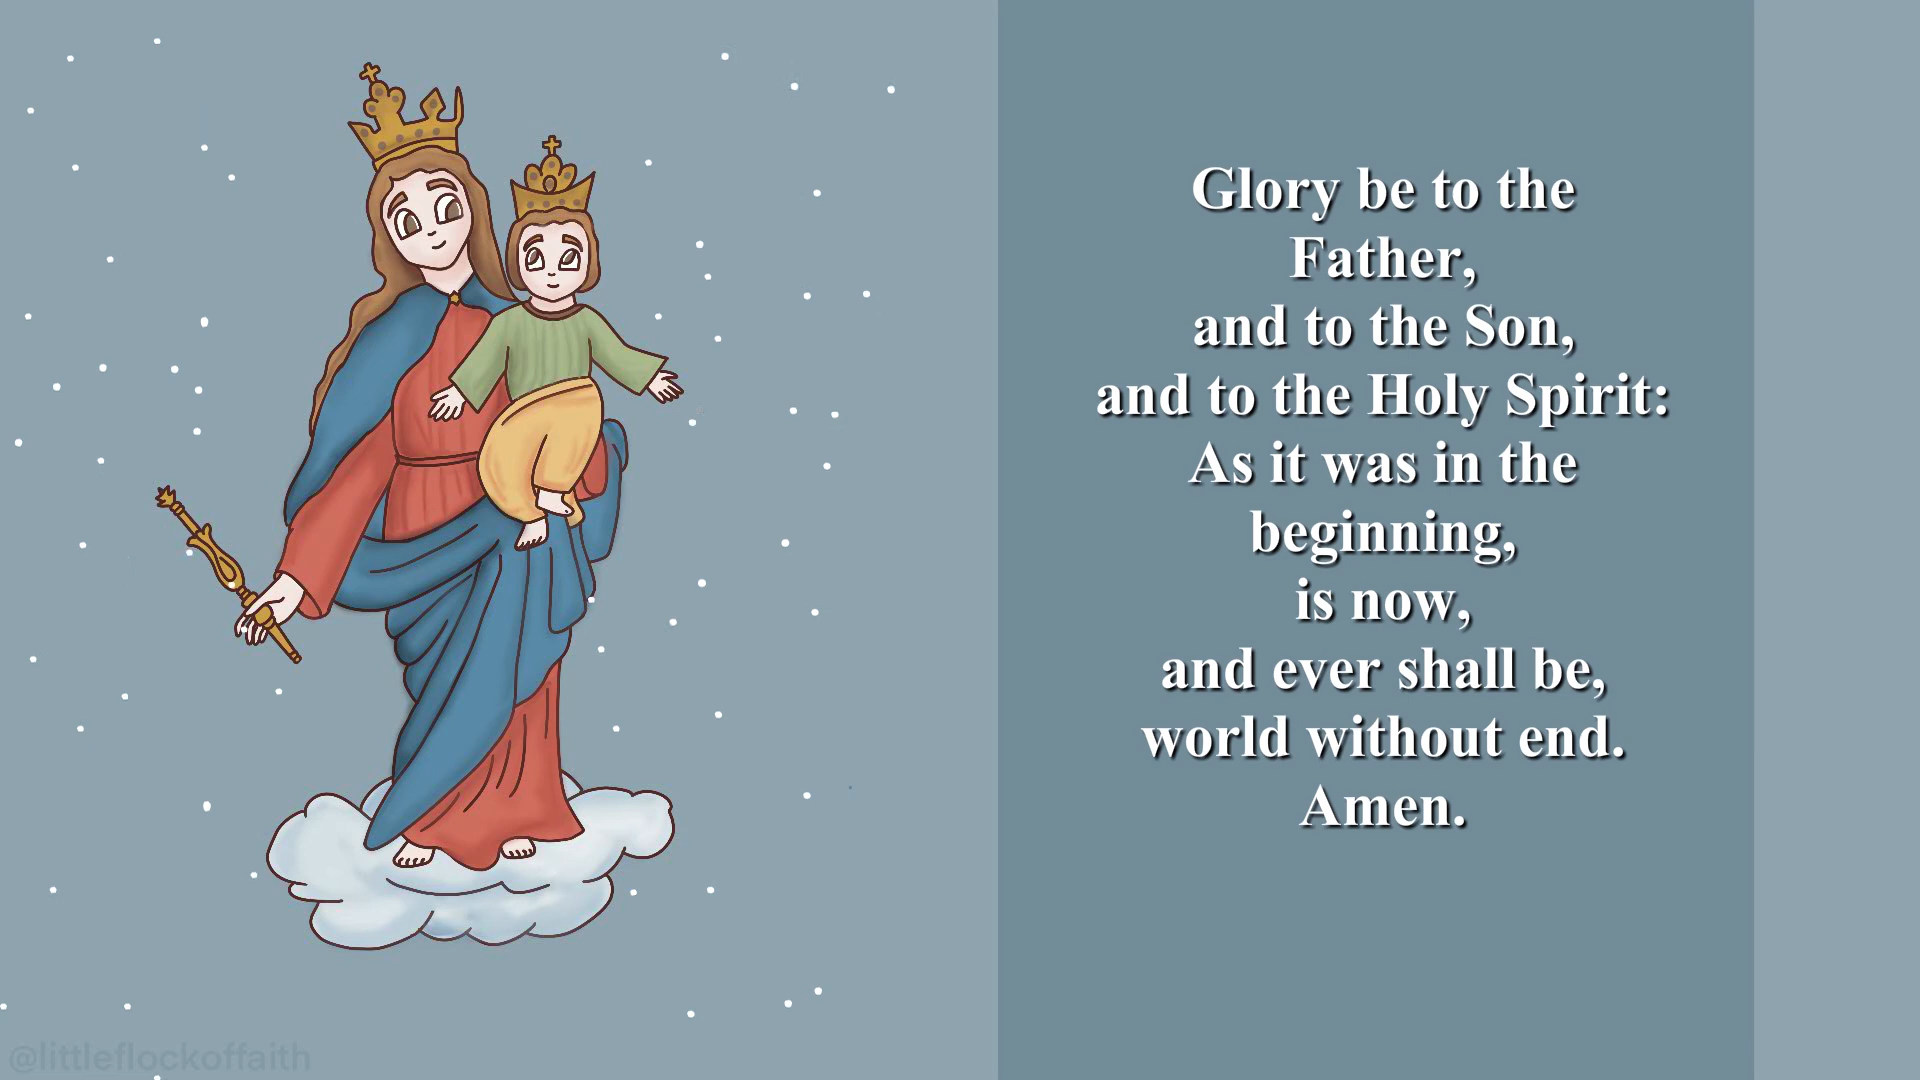 Glory be to the
Father,
and to the Son,
and to the Holy Spirit:
As it was in the
beginning,
is now,
and ever shall be,
world without end.
Amen.
@littleflockoffaith